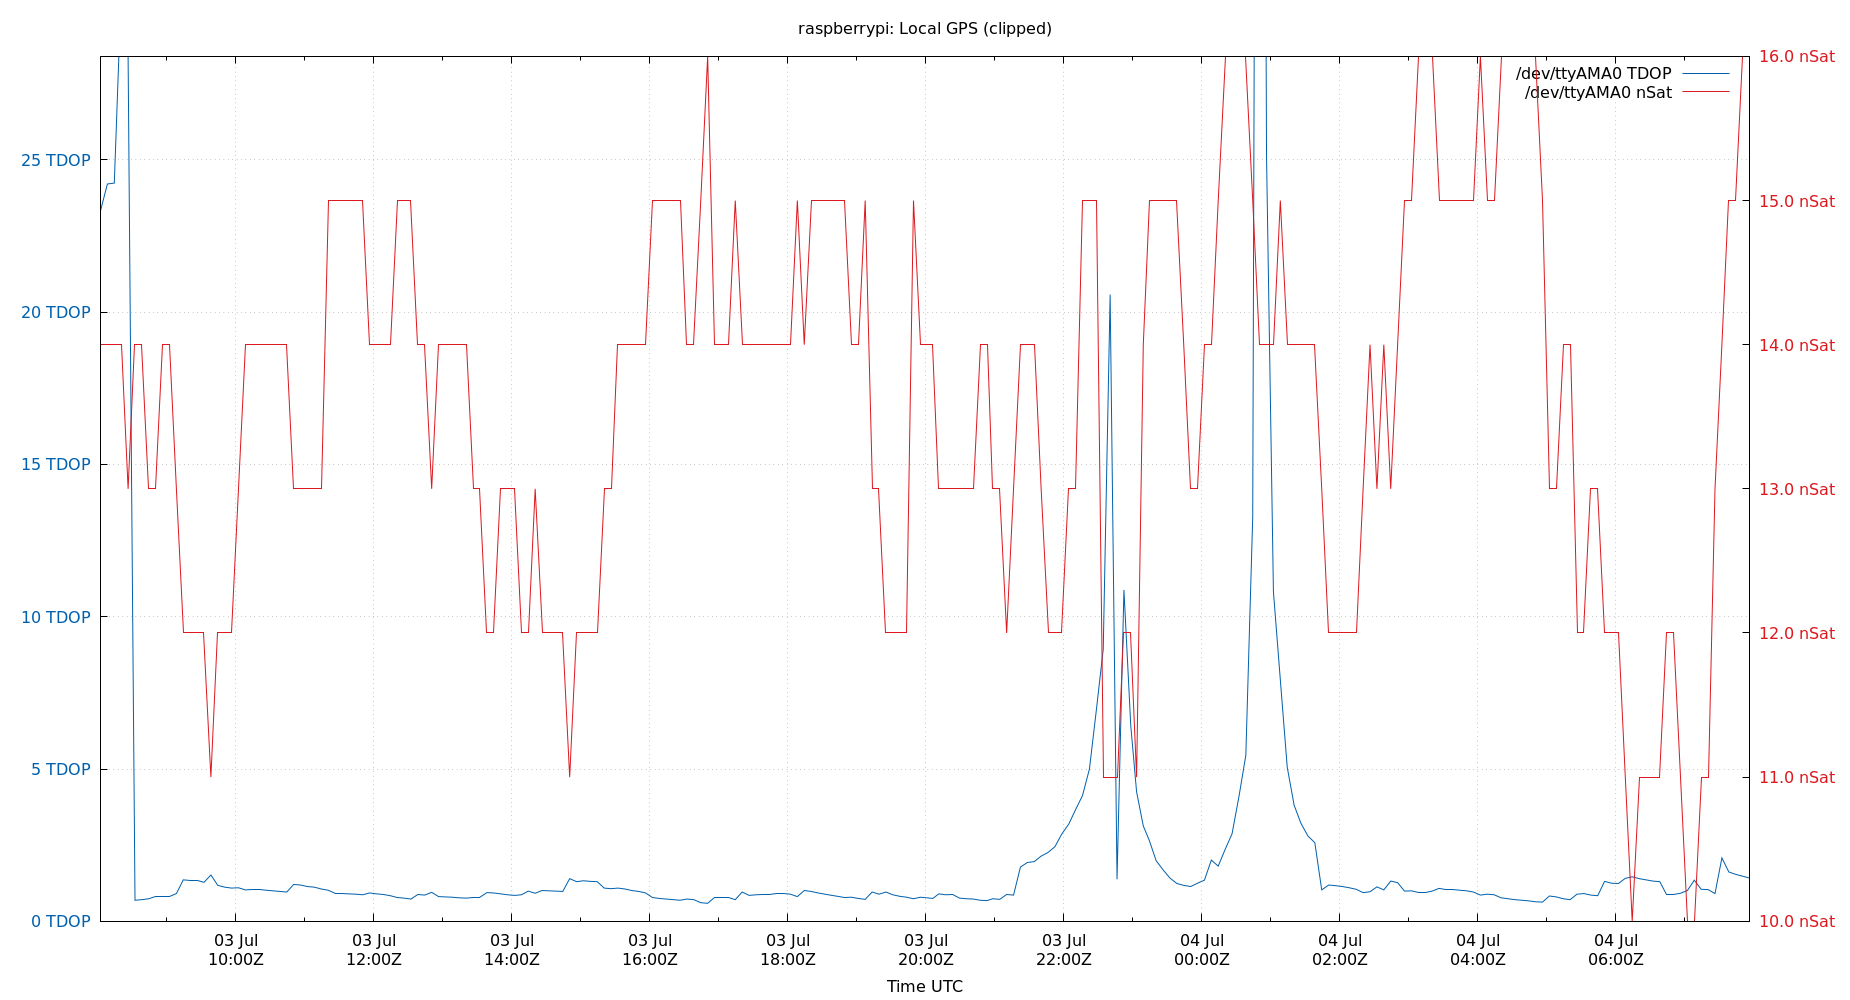 raspberrypi: Local GPS (clipped)
/dev/ttyAMA0 TDOP
/dev/ttyAMA0 nSat
25 TDOP
20 TDOP
15 TDOP
10 TDOP
5 TDOP
0 TDOP
16.0 nSat
15.0 nSat
14.0 nSat
13.0 nSat
12.0 nSat
11.0 nSat
10.0 nSat
03 Jul
10:00Z
03 Jul
12:00Z
03 Jul
14:00Z
03 Jul
16:00Z
03 Jul
18:00Z
03 Jul
20:00Z
03 Jul
22:00Z
04 Jul
00:00Z
04 Jul
02:00Z
04 Jul
04:00Z
04 Jul
06:00Z
Time UTC